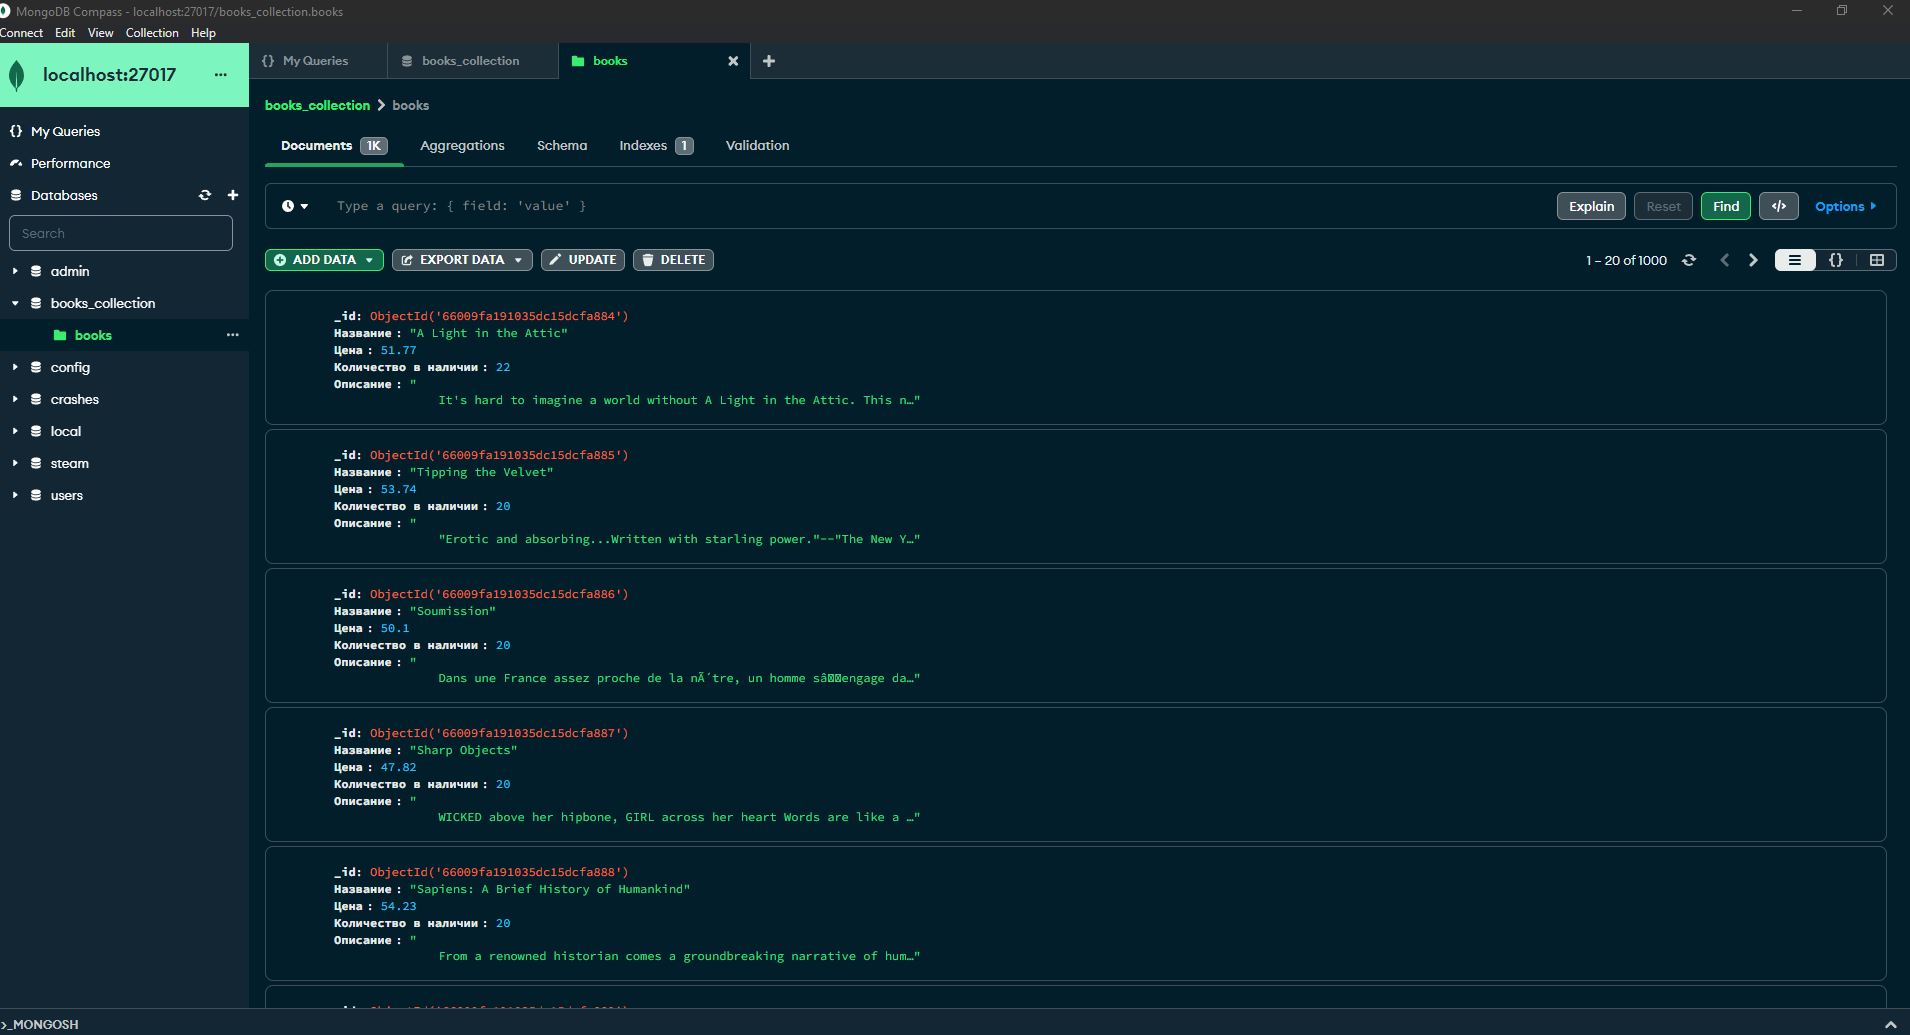 MongoDB Compass - localhost:27017/books_collection.books
Connect Edit View Collection Help
localhost:27017 ...
My Queries
books_collection
books
books_collection > books
{} My Queries
Performance
Databases
Search
admin
books_collection
books ...
config
crashes
local
steam
users
Documents 1K Aggregations Schema Indexes 1 Validation
Type a query: { field: 'value' }
Explain Reset Find </> Options
ADD DATA EXPORT DATA UPDATE DELETE
1 – 20 of 1000 {}
_id: ObjectId('66009fa191035dc15dcfa884')
Название : "A Light in the Attic"
Цена : 51.77
Количество в наличии : 22
Описание : "
It's hard to imagine a world without A Light in the Attic. This n…"
_id: ObjectId('66009fa191035dc15dcfa885')
Название : "Tipping the Velvet"
Цена : 53.74
Количество в наличии : 20
Описание : "
"Erotic and absorbing...Written with starling power."--"The New Y…"
_id: ObjectId('66009fa191035dc15dcfa886')
Название : "Soumission"
Цена : 50.1
Количество в наличии : 20
Описание : "
Dans une France assez proche de la nÃ´tre, un homme sâengage da…"
_id: ObjectId('66009fa191035dc15dcfa887')
Название : "Sharp Objects"
Цена : 47.82
Количество в наличии : 20
Описание : "
WICKED above her hipbone, GIRL across her heart Words are like a …"
_id: ObjectId('66009fa191035dc15dcfa888')
Название : "Sapiens: A Brief History of Humankind"
Цена : 54.23
Количество в наличии : 20
Описание : "
From a renowned historian comes a groundbreaking narrative of hum…"
>_MONGOSH